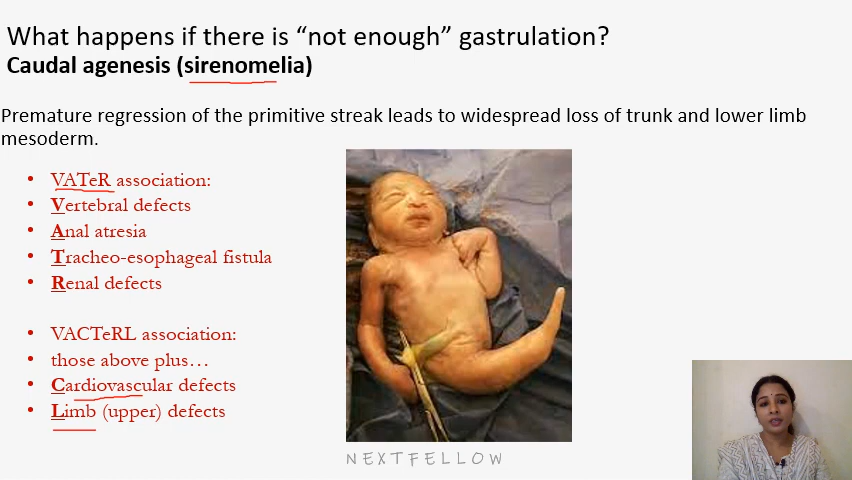 What happens if there is “not enough” gastrulation?
Caudal agenesis (sirenomelia)
Premature regression of the primitive streak leads to widespread loss of trunk and lower limb
mesoderm.
• VATeR association:
• Vertebral defects
• Anal atresia
• Tracheo-esophageal fistula
• Renal defects
• VACTeRL association:
• those above plus…
• Cardiovascular defects
• Limb (upper) defects
NEXTFELLOW